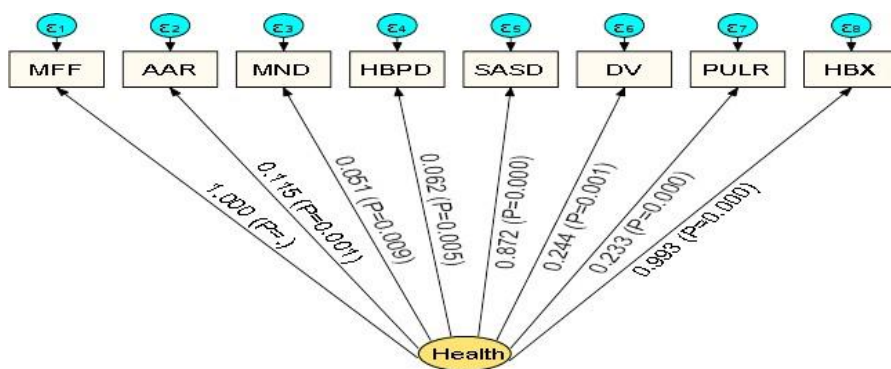 ε1 ε2 ε3 ε4 ε5 ε6 ε7 ε8
MFF AAR MND HBPD SASD DV PULR HBX
1.000 (P=.)
0.115 (P=0.001)
0.051 (P=0.009)
0.062 (P=0.005)
0.872 (P=0.000)
0.244 (P=0.001)
0.233 (P=0.000)
0.993 (P=0.000)
Health